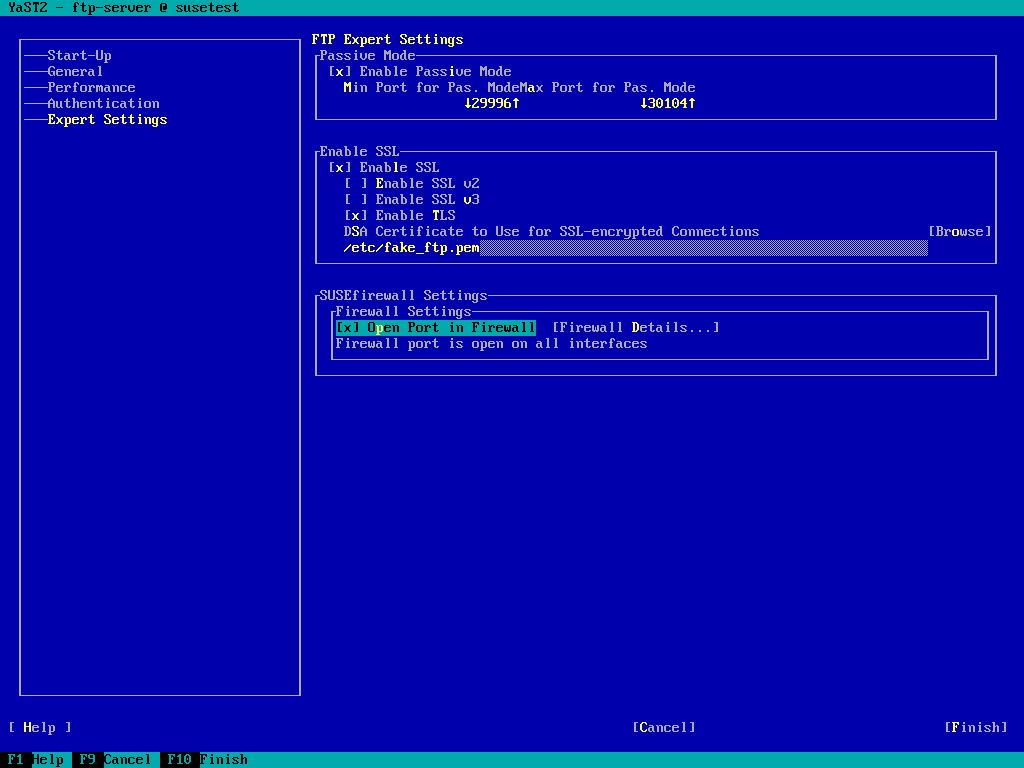 YaST2 - ftp-server @ susetest
Start-Up
General
Performance
Authentication
Expert Settings
FTP Expert Settings
Passive Mode
[x] Enable Passive Mode
Min Port for Pas. ModeMax Port for Pas. Mode
↓29996↑ ↓30104↑
Enable SSL
[x] Enable SSL
[ ] Enable SSL v2
[ ] Enable SSL v3
[x] Enable TLS
DSA Certificate to Use for SSL-encrypted Connections [Browse]
/etc/fake_ftp.pem
SUSEfirewall Settings
Firewall Settings
[x] Open Port in Firewall [Firewall Details...]
Firewall port is open on all interfaces
[ Help ] [Cancel] [Finish]
F1 Help F9 Cancel F10 Finish